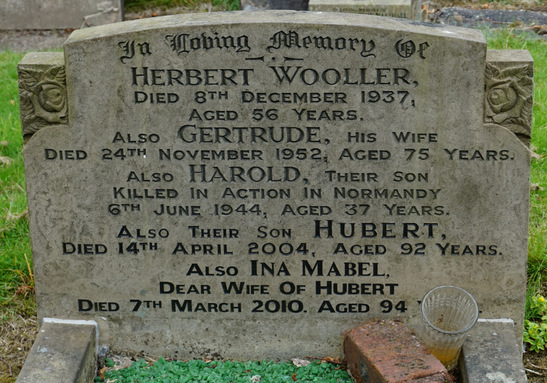 In Loving Memory Of
HERBERT WOOLLER,
DIED 8TH DECEMBER 1937,
AGED 56 YEARS.
ALSO GERTRUDE, HIS WIFE
DIED 24TH NOVEMBER 1952, AGED 75 YEARS.
ALSO HAROLD, THEIR SON
KILLED IN ACTION IN NORMANDY
6TH JUNE 1944, AGED 37 YEARS.
ALSO THEIR SON HUBERT,
DIED 14TH APRIL 2004, AGED 92 YEARS.
ALSO INA MABEL,
DEAR WIFE OF HUBERT
DIED 7TH MARCH 2010. AGED 94